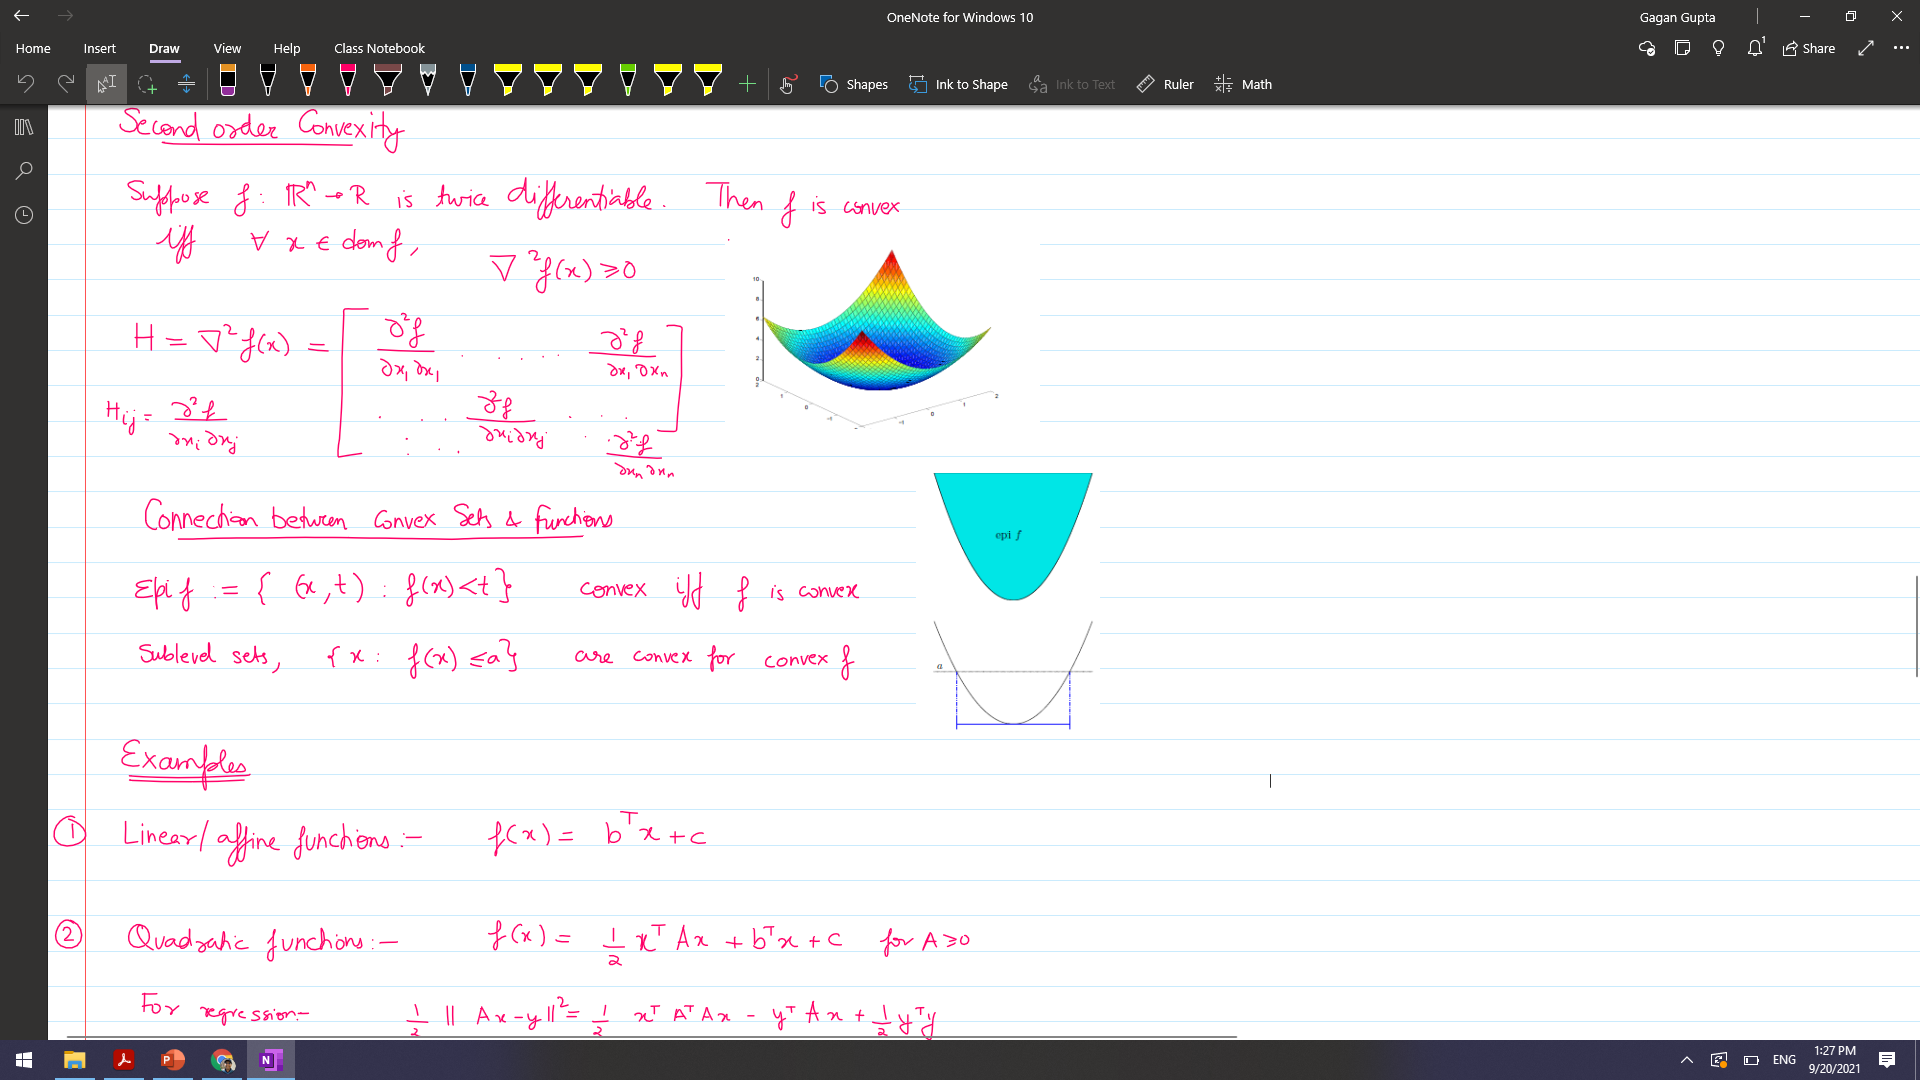 OneNote for Windows 10
Gagan Gupta
Home Insert Draw View Help Class Notebook
1 Share
Shapes Ink to Shape Ink to Text Ruler Math
Second order Convexity
Suppose f : ℝⁿ → R is twice differentiable. Then f is convex
iff ∀ x ∈ dom f,
∇²f(x) ≥ 0
H = ∇²f(x) = [ ∂²f/∂x₁∂x₁ . . . . . . ∂²f/∂x₁∂xₙ
Hij = ∂²f/∂xi∂xj . . . ∂²f/∂xi∂xj . . . ∂²f/∂xₙ∂xₙ ]
Connection between Convex Sets & functions
epi f
Epi f := { (x,t) : f(x)<t} convex iff f is convex
Sublevel sets, {x : f(x) ≤a} are convex for convex f
a
Examples
① Linear/affine functions :– f(x) = bᵀx + c
② Quadratic functions :– f(x) = 1/2 xᵀAx + bᵀx + c for A ≥0
For regression– 1/2 || Ax-y||² = 1/2 xᵀAᵀAx – yᵀAx + 1/2 yᵀy
ENG
1:27 PM
9/20/2021